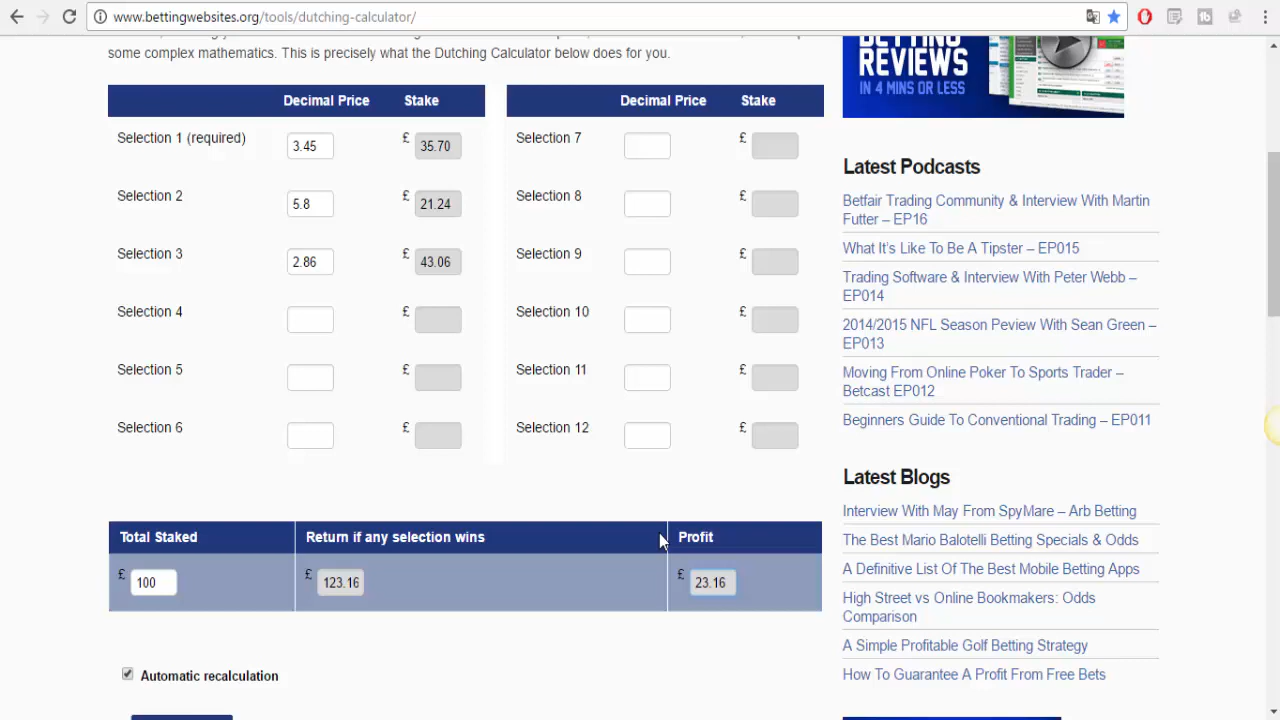 www.bettingwebsites.org/tools/dutching-calculator/
some complex mathematics. This is precisely what the Dutching Calculator below does for you.
BETTING
REVIEWS
IN 4 MINS OR LESS
Decimal Price Stake
Selection 1 (required) 3.45 £ 35.70
Selection 2 5.8 £ 21.24
Selection 3 2.86 £ 43.06
Selection 4 £
Selection 5 £
Selection 6 £
Decimal Price Stake
Selection 7 £
Selection 8 £
Selection 9 £
Selection 10 £
Selection 11 £
Selection 12 £
Total Staked Return if any selection wins Profit
£ 100 £ 123.16 £ 23.16
Automatic recalculation
Latest Podcasts
Betfair Trading Community & Interview With Martin
Futter – EP16
What It's Like To Be A Tipster – EP015
Trading Software & Interview With Peter Webb –
EP014
2014/2015 NFL Season Peview With Sean Green –
EP013
Moving From Online Poker To Sports Trader –
Betcast EP012
Beginners Guide To Conventional Trading – EP011
Latest Blogs
Interview With May From SpyMare – Arb Betting
The Best Mario Balotelli Betting Specials & Odds
A Definitive List Of The Best Mobile Betting Apps
High Street vs Online Bookmakers: Odds
Comparison
A Simple Profitable Golf Betting Strategy
How To Guarantee A Profit From Free Bets